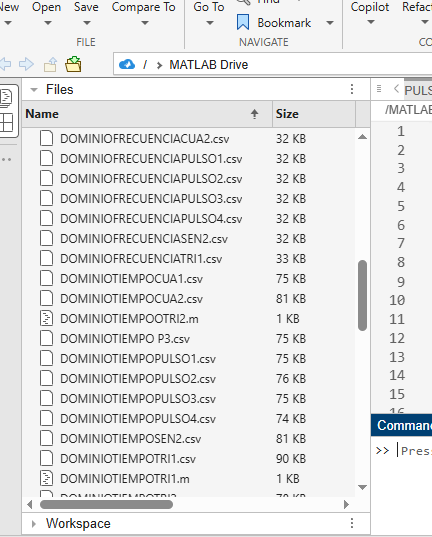 New Open Save Compare To Go To Find Copilot Refac
Bookmark
FILE NAVIGATE CO
/ > MATLAB Drive
Files PULS
Name Size /MATLAB
DOMINIOFRECUENCIACUA2.csv 32 KB 1
DOMINIOFRECUENCIAPULSO1.csv 32 KB 2
DOMINIOFRECUENCIAPULSO2.csv 32 KB 3
DOMINIOFRECUENCIAPULSO3.csv 32 KB 4
DOMINIOFRECUENCIAPULSO4.csv 32 KB 5
DOMINIOFRECUENCIASEN2.csv 32 KB 6
DOMINIOFRECUENCIATRI1.csv 33 KB 7
DOMINIOTIEMPOCUA1.csv 75 KB 8
DOMINIOTIEMPOCUA2.csv 81 KB 9
DOMINIOTIEMPOOTRI2.m 1 KB 10
DOMINIOTIEMPO P3.csv 75 KB 11
DOMINIOTIEMPOPULSO1.csv 75 KB 12
DOMINIOTIEMPOPULSO2.csv 76 KB 13
DOMINIOTIEMPOPULSO3.csv 75 KB 14
DOMINIOTIEMPOPULSO4.csv 74 KB 15
DOMINIOTIEMPOSEN2.csv 81 KB 16
DOMINIOTIEMPOTRI1.csv 90 KB Comman
DOMINIOTIEMPOTRI1.m 1 KB >> Press
Workspace